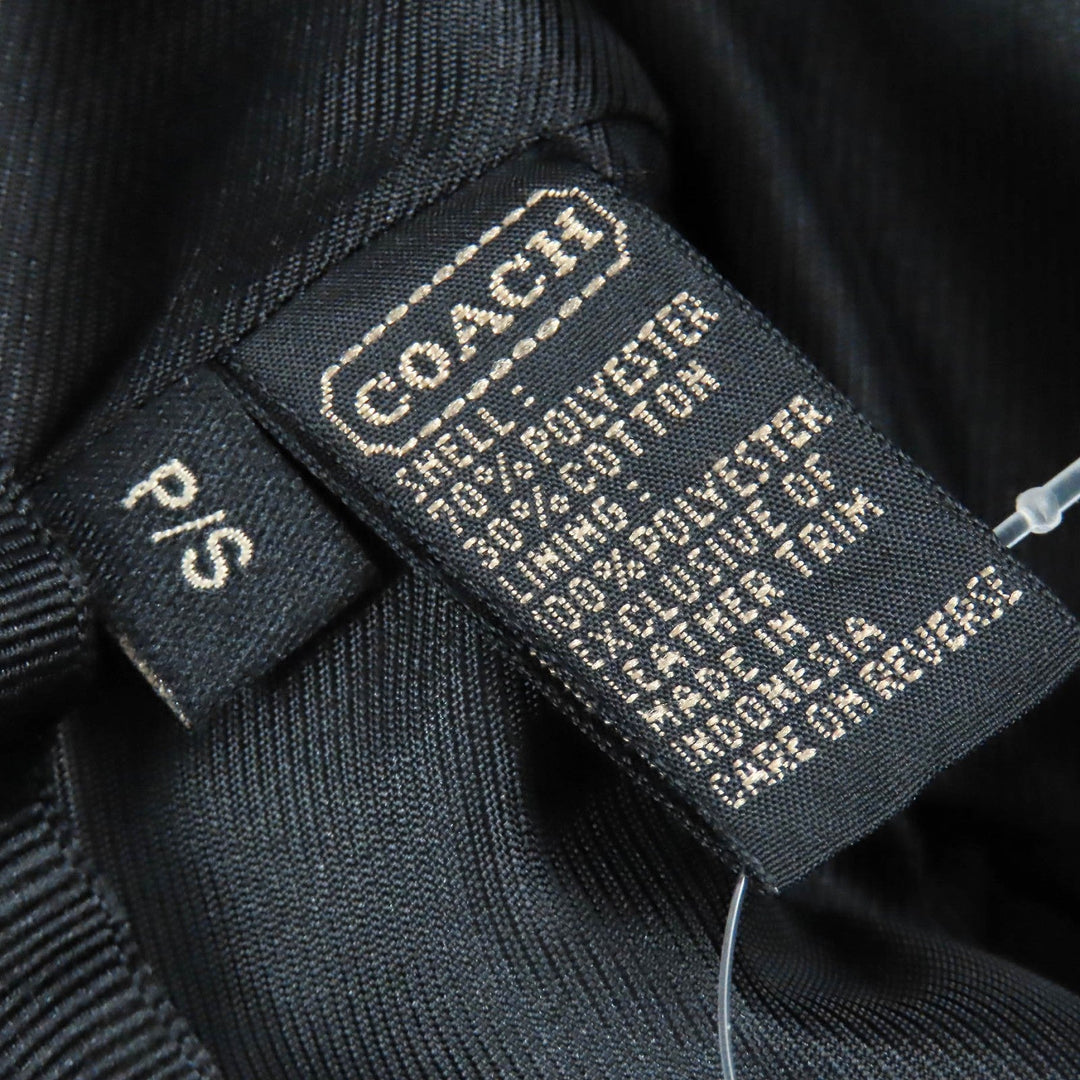 COACH
SHELL:
70% POLYESTER
30% COTTON
LINING:
100% POLYESTER
EXCLUSIVE OF
LEATHER TRIM
MADE IN
INDONESIA
CARE ON REVERSE
P/S